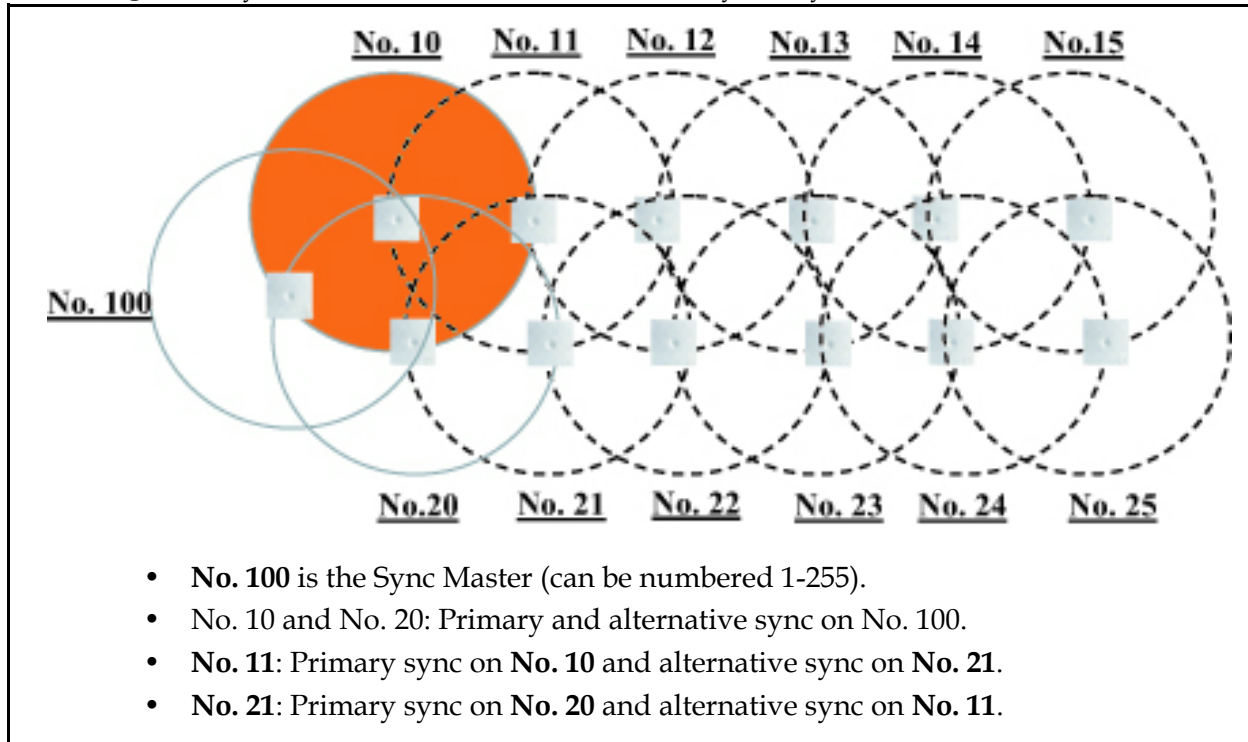 No. 10 No. 11 No. 12 No.13 No. 14 No.15
No. 100
No.20 No. 21 No. 22 No. 23 No. 24 No. 25
• No. 100 is the Sync Master (can be numbered 1-255).
• No. 10 and No. 20: Primary and alternative sync on No. 100.
• No. 11: Primary sync on No. 10 and alternative sync on No. 21.
• No. 21: Primary sync on No. 20 and alternative sync on No. 11.